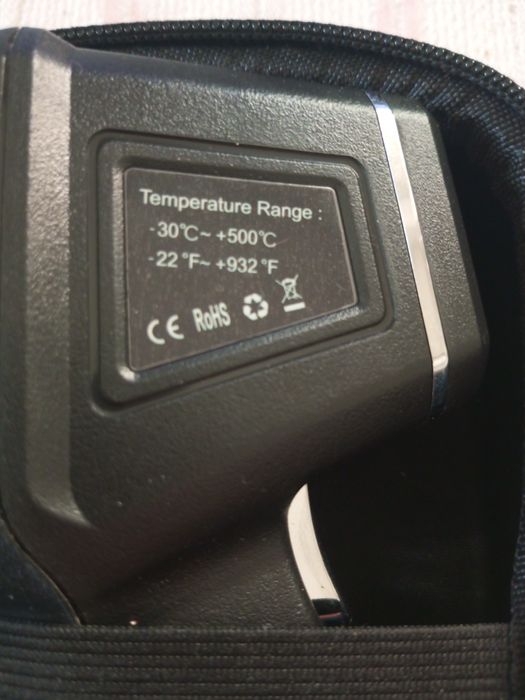 Temperature Range :
-30℃~ +500℃
-22 °F~ +932 °F
CE RoHS